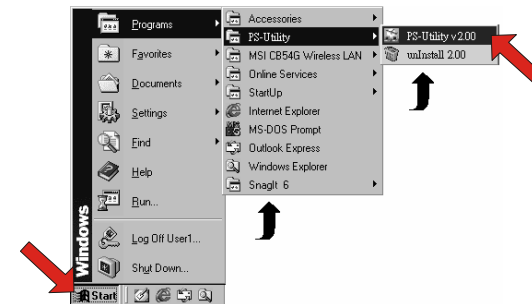 Programs
Favorites
Documents
Settings
Find
Help
Run...
Log Off User1...
Shut Down...
Windows
Start
Accessories
PS-Utility
MSI CB54G Wireless LAN
Online Services
StartUp
Internet Explorer
MS-DOS Prompt
Outlook Express
Windows Explorer
SnagIt 6
PS-Utility v2.00
unInstall 2.00